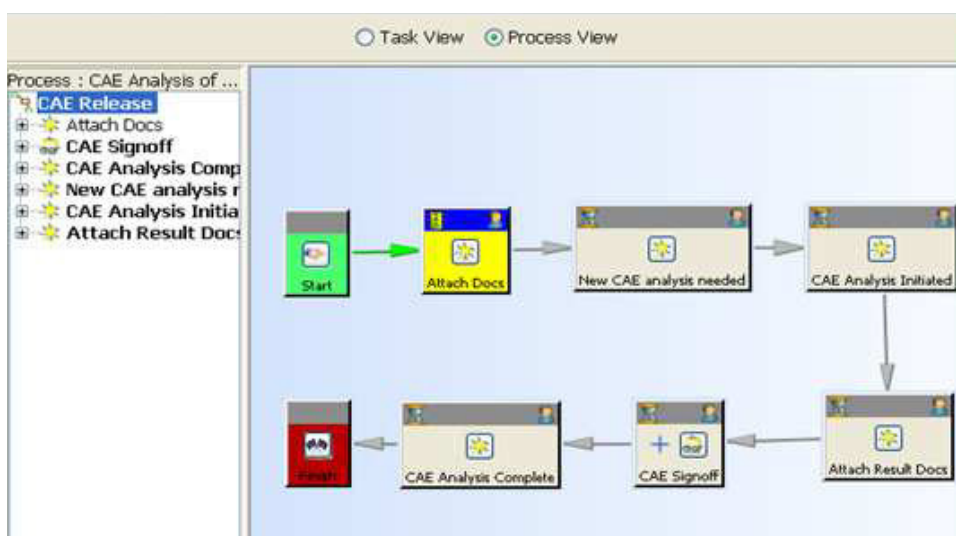 Task View Process View
Process : CAE Analysis of ...
CAE Release
Attach Docs
CAE Signoff
CAE Analysis Comp
New CAE analysis r
CAE Analysis Initia
Attach Result Docs
Start
Attach Docs
New CAE analysis needed
CAE Analysis Initiated
Finish
CAE Analysis Complete
CAE Signoff
Attach Result Docs